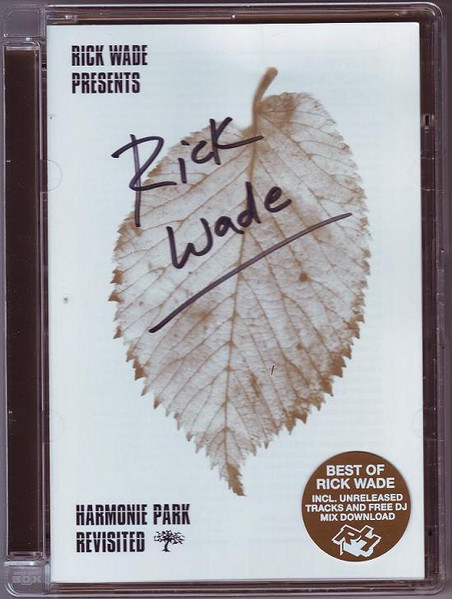 RICK WADE
PRESENTS
Rick
Wade
HARMONIE PARK
REVISITED
BEST OF
RICK WADE
INCL. UNRELEASED
TRACKS AND FREE DJ
MIX DOWNLOAD